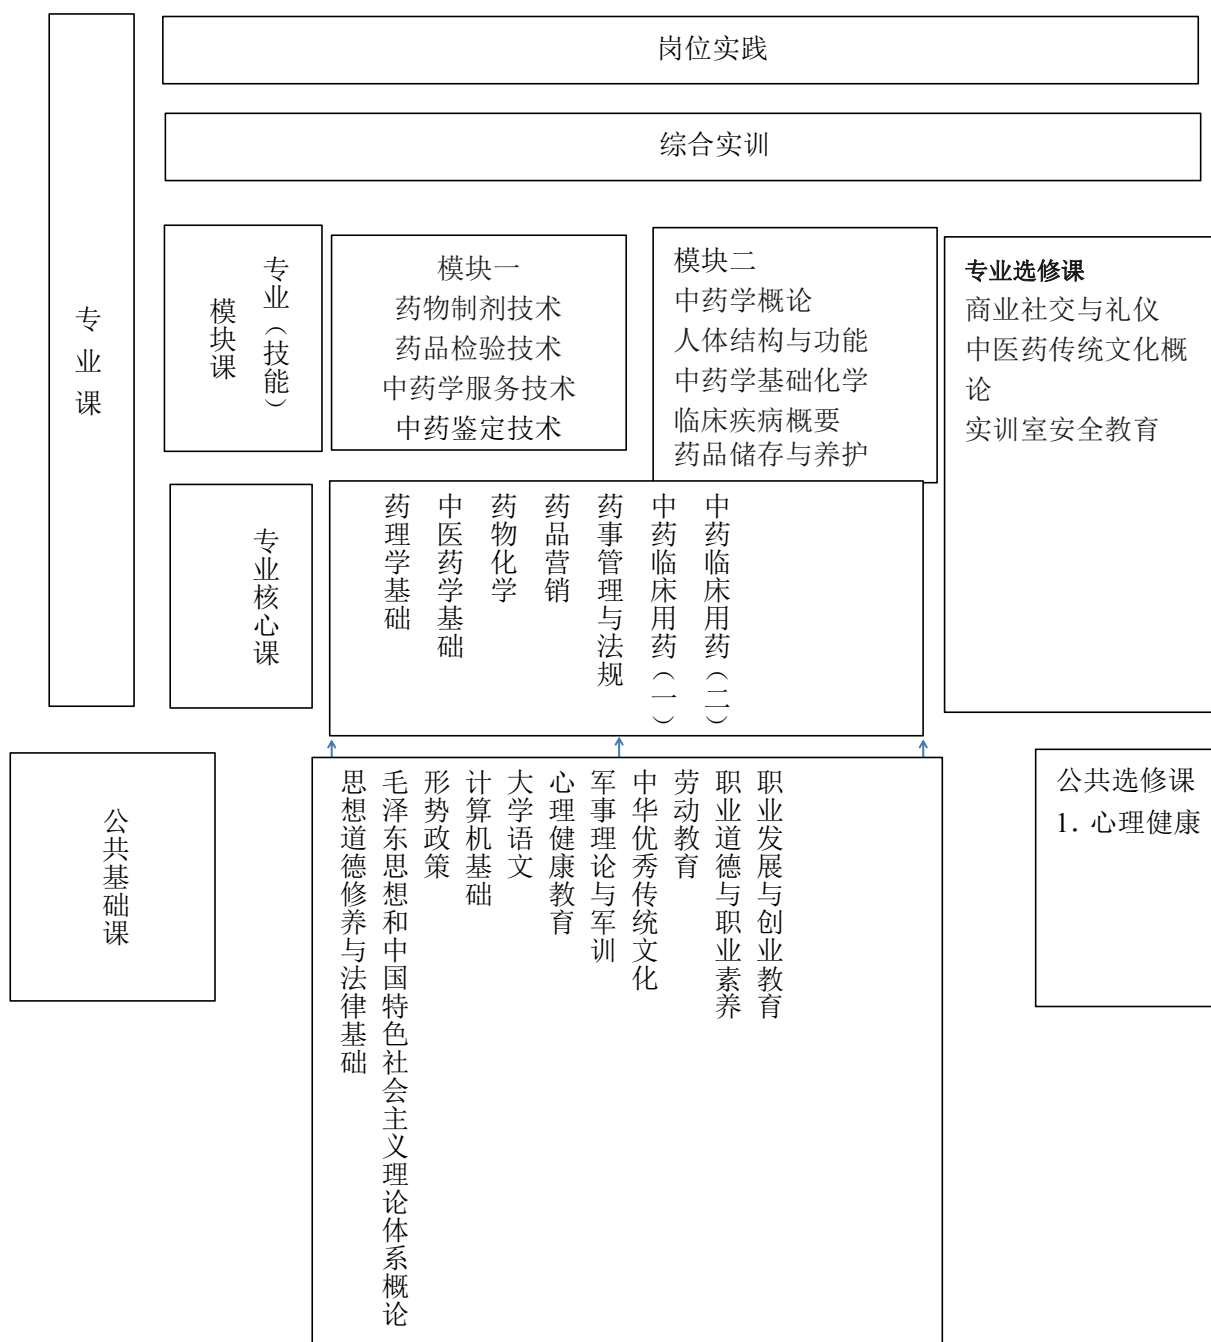 岗位实践
综合实训
专业课
专业（技能）
模块课
模块一
药物制剂技术
药品检验技术
中药学服务技术
中药鉴定技术
模块二
中药学概论
人体结构与功能
中药学基础化学
临床疾病概要
药品储存与养护
专业选修课
商业社交与礼仪
中医药传统文化概
论
实训室安全教育
专业核心课
药理学基础
中医药学基础
药物化学
药品营销
药事管理与法规
中药临床用药（一）
中药临床用药（二）
公共基础课
思想道德修养与法律基础
毛泽东思想和中国特色社会主义理论体系概论
形势政策
计算机基础
大学语文
心理健康教育
军事理论与军训
中华优秀传统文化
劳动教育
职业道德与职业素养
职业发展与创业教育
公共选修课
1. 心理健康